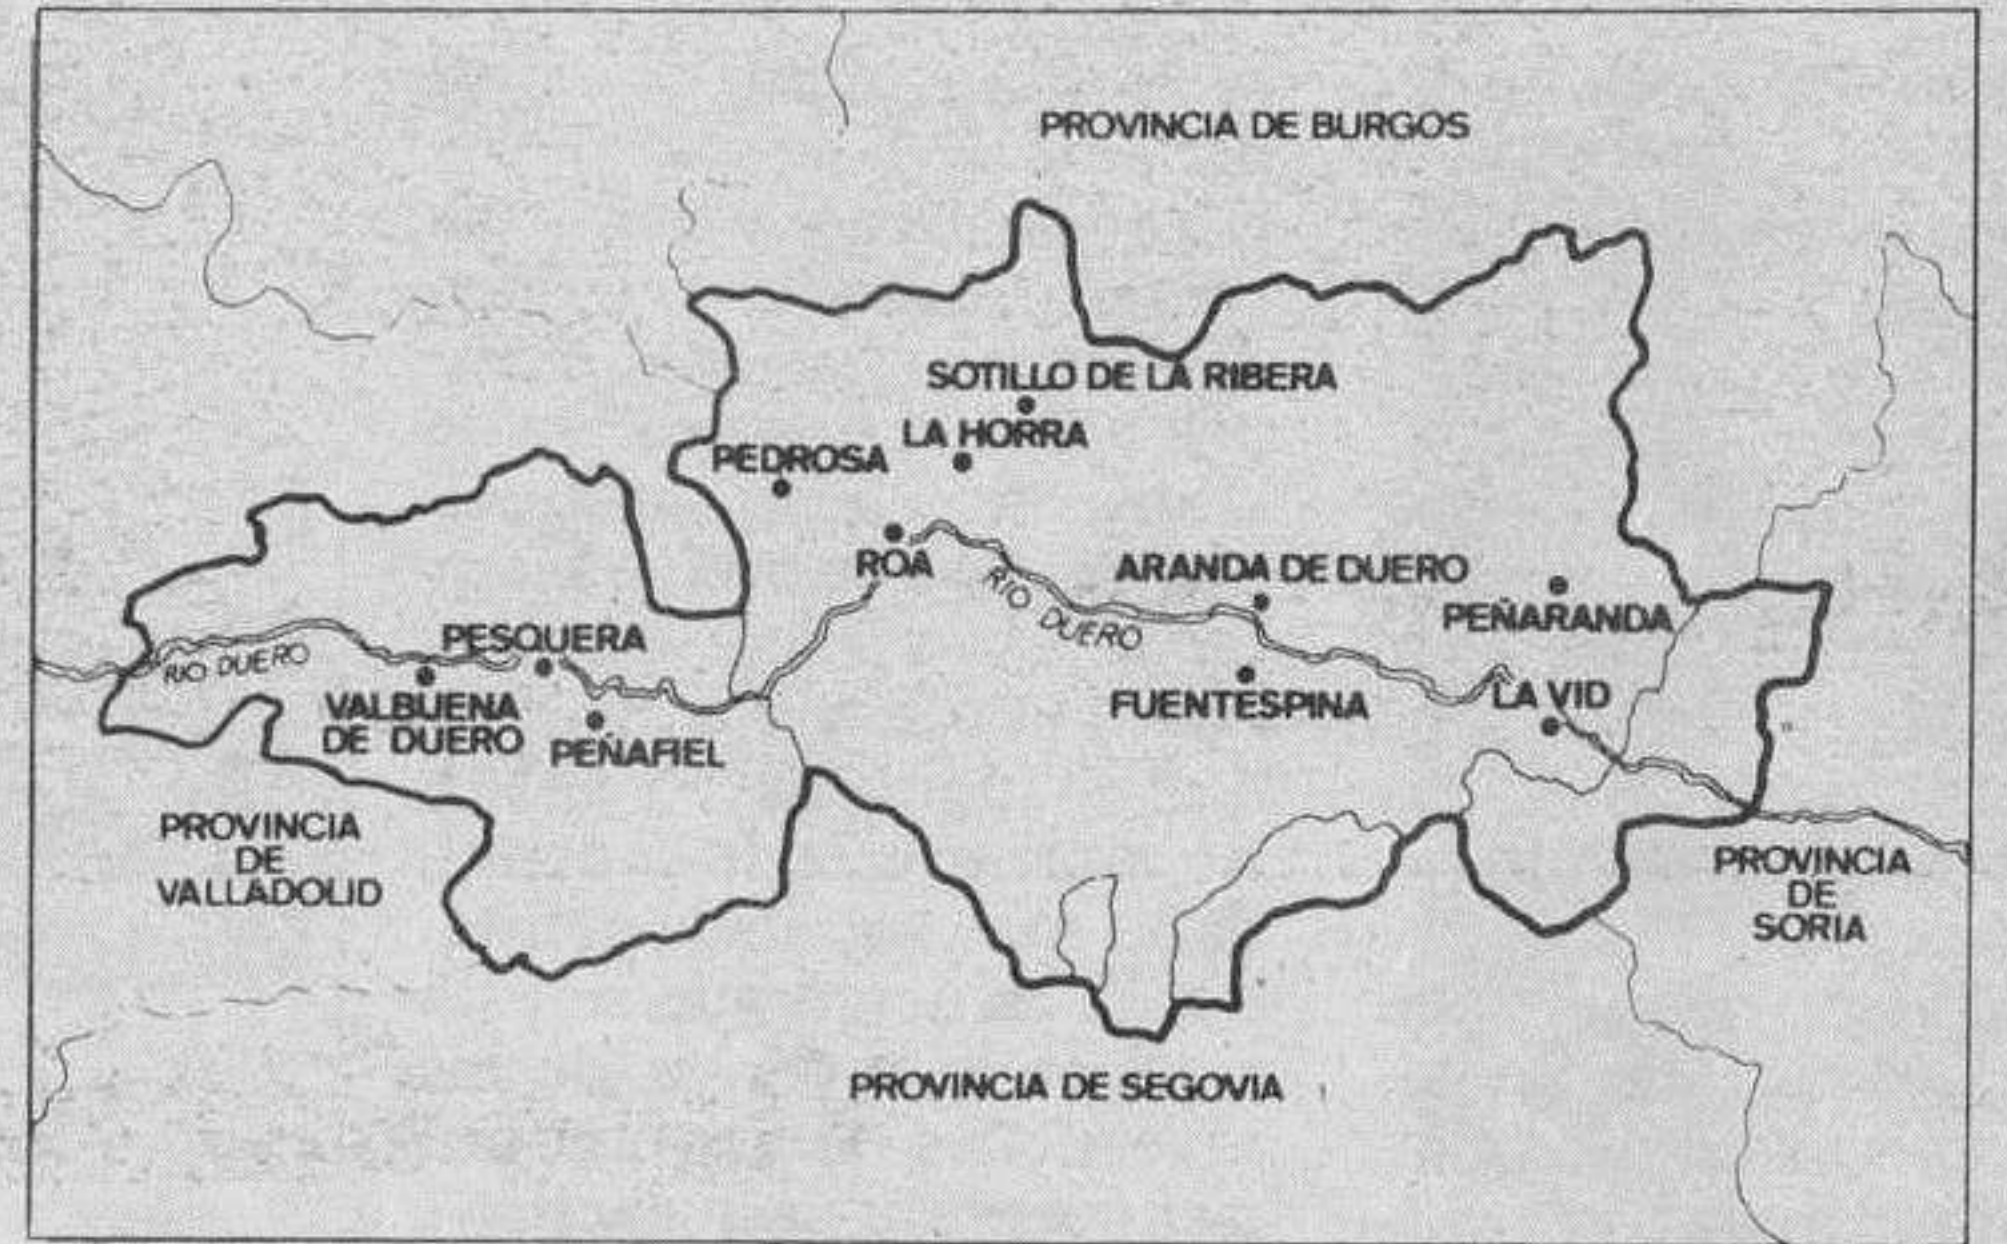 PROVINCIA DE BURGOS
SOTILLO DE LA RIBERA
LA HORRA
PEDROSA
ROA
RIO DUERO
ARANDA DE DUERO
PEÑARANDA
PESQUERA
RIO DUERO
VALBUENA
DE DUERO
PEÑAFIEL
FUENTESPINA
LA VID
PROVINCIA
DE
VALLADOLID
PROVINCIA
DE
SORIA
PROVINCIA DE SEGOVIA